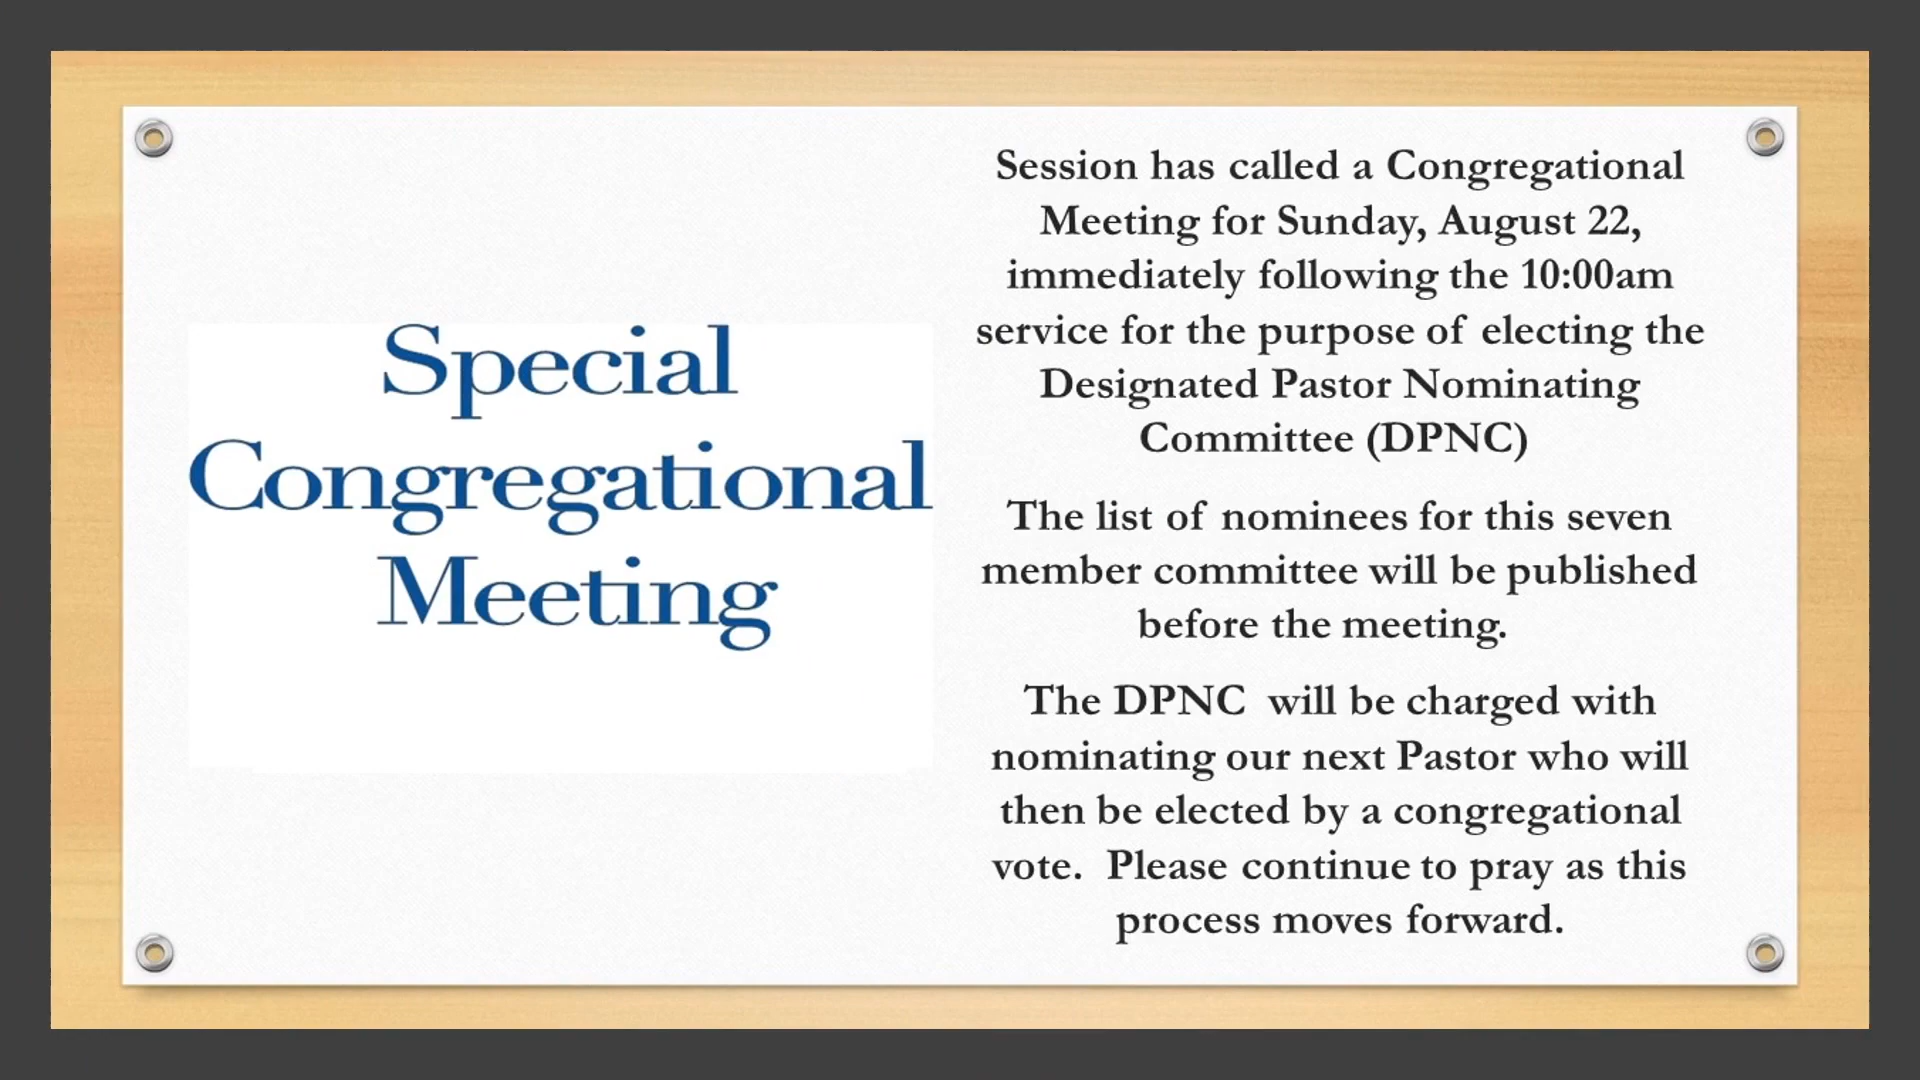 Special
Congregational
Meeting
Session has called a Congregational
Meeting for Sunday, August 22,
immediately following the 10:00am
service for the purpose of electing the
Designated Pastor Nominating
Committee (DPNC)
The list of nominees for this seven
member committee will be published
before the meeting.
The DPNC will be charged with
nominating our next Pastor who will
then be elected by a congregational
vote. Please continue to pray as this
process moves forward.